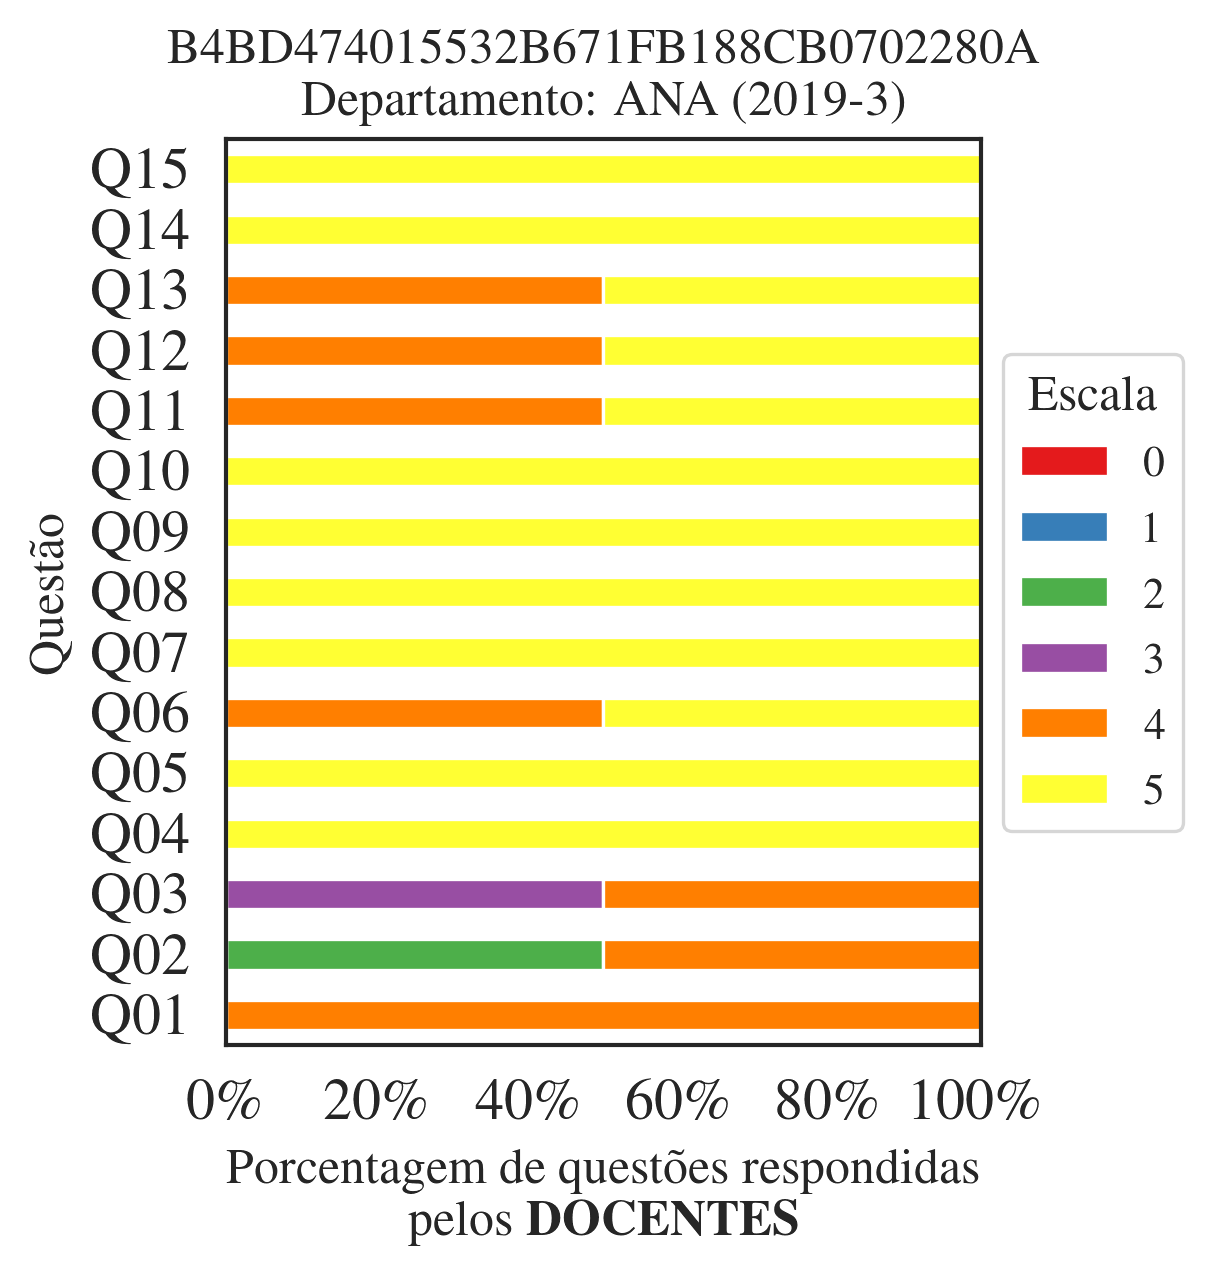 B4BD474015532B671FB188CB0702280A
Departamento: ANA (2019-3)
Questão
Q15
Q14
Q13
Q12
Q11
Q10
Q09
Q08
Q07
Q06
Q05
Q04
Q03
Q02
Q01
0% 20% 40% 60% 80% 100%
Porcentagem de questões respondidas
pelos DOCENTES
Escala
0
1
2
3
4
5